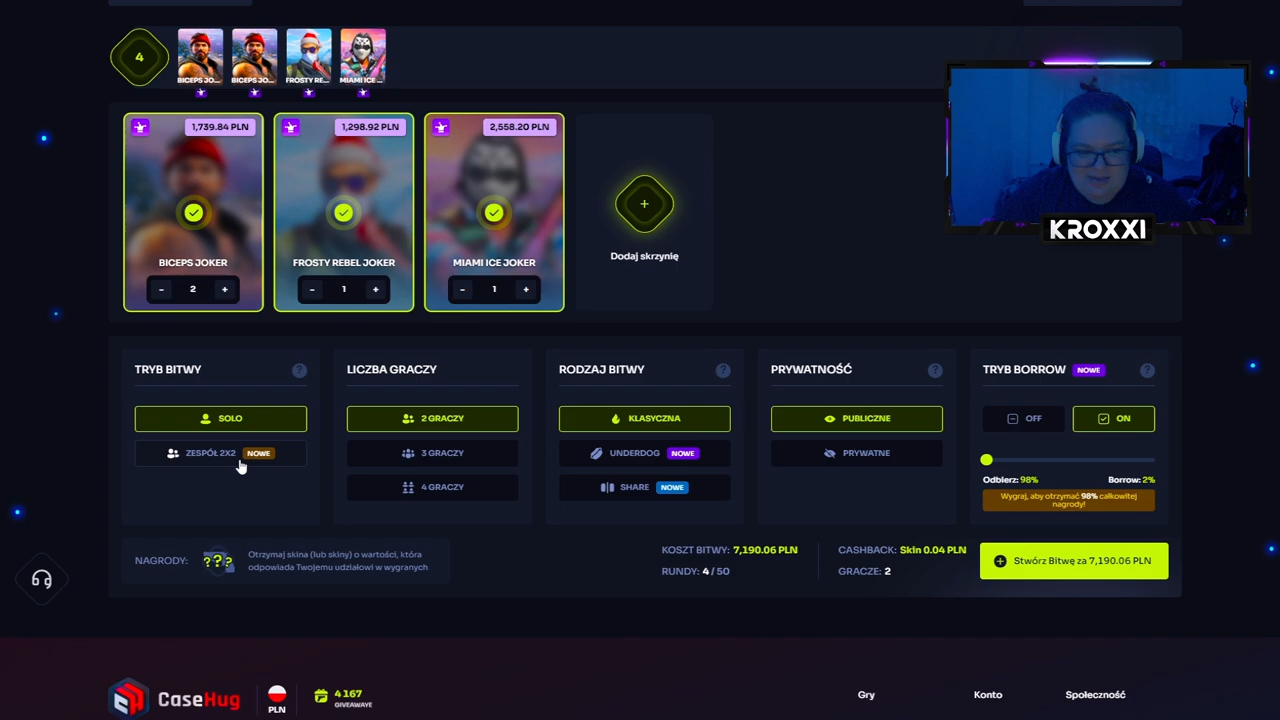 4
BICEPS JO...
BICEPS JO...
FROSTY RE...
MIAMI ICE ...
1,739.84 PLN
BICEPS JOKER
- 2 +
1,298.92 PLN
FROSTY REBEL JOKER
- 1 +
2,558.20 PLN
MIAMI ICE JOKER
- 1 +
+
Dodaj skrzynię
KROXXI
TRYB BITWY ?
SOLO
ZESPÓŁ 2X2 NOWE
LICZBA GRACZY
2 GRACZY
3 GRACZY
4 GRACZY
RODZAJ BITWY ?
KLASYCZNA
UNDERDOG NOWE
SHARE NOWE
PRYWATNOŚĆ ?
PUBLICZNE
PRYWATNE
TRYB BORROW NOWE ?
OFF
ON
Odbierz: 98% Borrow: 2%
Wygraj, aby otrzymać 98% całkowitej
nagrody!
NAGRODY:
???
Otrzymaj skina (lub skiny) o wartości, która
odpowiada Twojemu udziałowi w wygranych
KOSZT BITWY: 7,190.06 PLN
RUNDY: 4 / 50
CASHBACK: Skin 0.04 PLN
GRACZE: 2
Stwórz Bitwę za 7,190.06 PLN
CaseHug
PLN
4 167
GIVEAWAYE
Gry
Konto
Społeczność